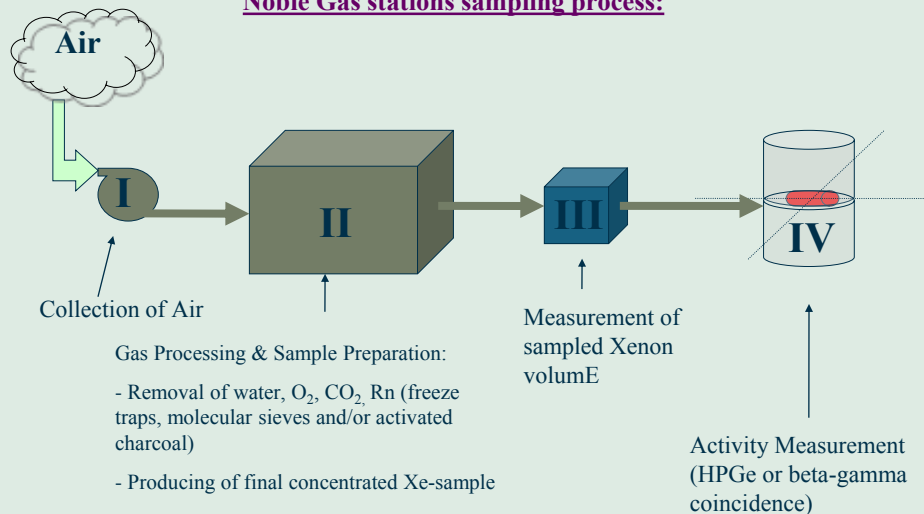 Noble Gas stations sampling process:
Air
I
II
III
IV
Collection of Air
Gas Processing & Sample Preparation:
- Removal of water, O₂, CO₂, Rn (freeze
traps, molecular sieves and/or activated
charcoal)
- Producing of final concentrated Xe-sample
Measurement of
sampled Xenon
volumE
Activity Measurement
(HPGe or beta-gamma
coincidence)